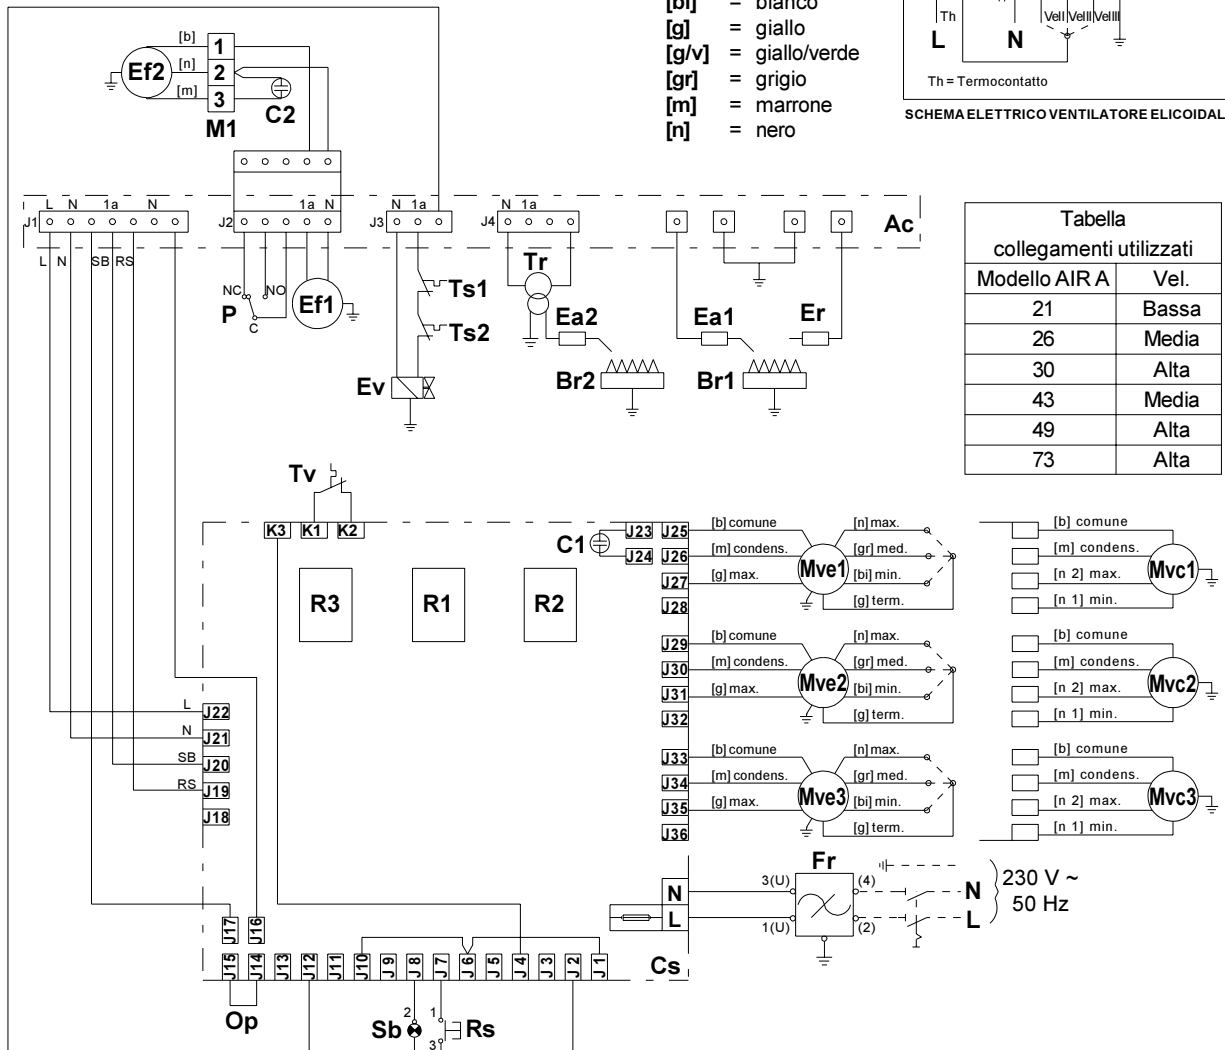 [bi] = bianco
[g] = giallo
[g/v] = giallo/verde
[gr] = grigio
[m] = marrone
[n] = nero
Th
VelI VelII VelIII
L N
Th = Termocontatto
SCHEMA ELETTRICO VENTILATORE ELICOIDAL
[b]
[n]
[m]
Ef2
1
2
3
C2
M1
L N 1a N
J1
J2 1a N
J3 N 1a
J4 N 1a
Ac
L N SB RS
NC NO
P
C
Ef1
Ts1
Ts2
Ev
Tr
Ea2
Br2
Ea1
Er
Br1
Tabella
collegamenti utilizzati
Modello AIR A Vel.
21 Bassa
26 Media
30 Alta
43 Media
49 Alta
73 Alta
Tv
K3 K1 K2
C1
J23 J25
J24 J26
J27
J28
R3 R1 R2
[b] comune
[m] condens.
[g] max.
Mve1
[n] max.
[gr] med.
[bi] min.
[g] term.
[b] comune
[m] condens.
[n 2] max.
[n 1] min.
Mvc1
J29
J30
J31
J32
[b] comune
[m] condens.
[g] max.
Mve2
[n] max.
[gr] med.
[bi] min.
[g] term.
[b] comune
[m] condens.
[n 2] max.
[n 1] min.
Mvc2
J33
J34
J35
J36
[b] comune
[m] condens.
[g] max.
Mve3
[n] max.
[gr] med.
[bi] min.
[g] term.
[b] comune
[m] condens.
[n 2] max.
[n 1] min.
Mvc3
L J22
N J21
SB J20
RS J19
J18
N
L
3(U)
1(U)
Fr
(4)
(2)
N
L
230 V ~
50 Hz
J17 J16
J15 J14 J13 J12 J11 J10 J9 J8 J7 J6 J5 J4 J3 J2 J1
Cs
Op
Sb
2
1
3
Rs